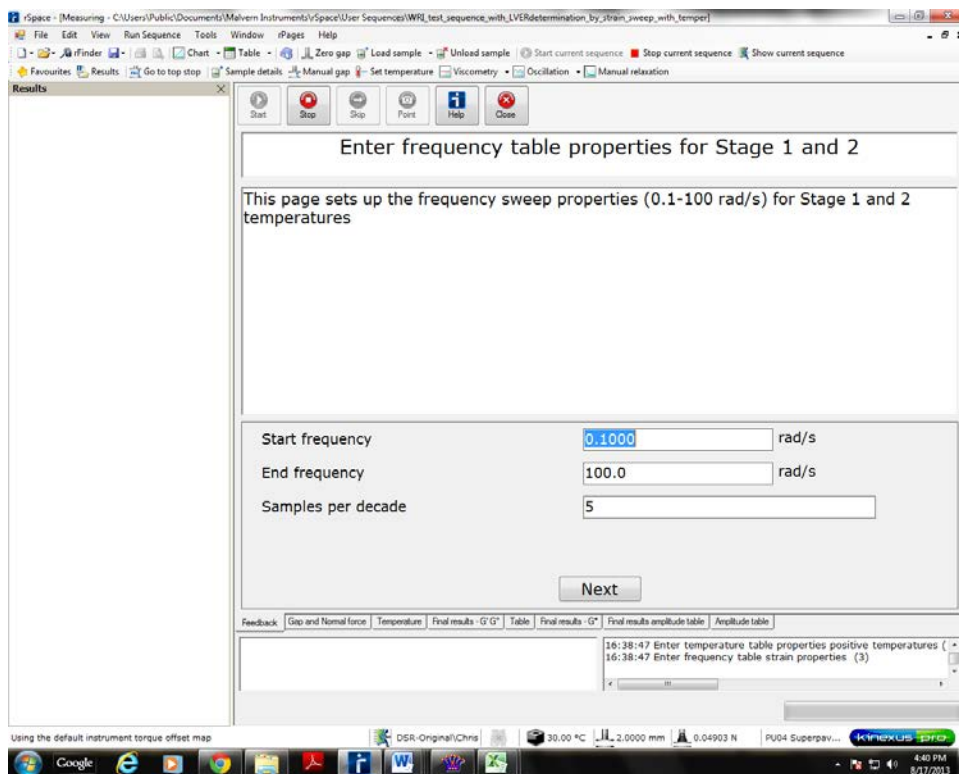 rSpace - [Measuring - C:\Users\Public\Documents\Malvern Instruments\rSpace\User Sequences\WRI_test_sequence_with_LVERdetermination_by_strain_sweep_with_temper]
File Edit View Run Sequence Tools Window rPages Help
rFinder Chart Table Zero gap Load sample Unload sample Start current sequence Stop current sequence Show current sequence
Favourites Results Go to top stop Sample details Manual gap Set temperature Viscometry Oscillation Manual relaxation
Results
Start Stop Skip Point Help Close
Enter frequency table properties for Stage 1 and 2
This page sets up the frequency sweep properties (0.1-100 rad/s) for Stage 1 and 2
temperatures
Start frequency 0.1000 rad/s
End frequency 100.0 rad/s
Samples per decade 5
Next
Feedback Gap and Normal force Temperature Final results - G' G" Table Final results - G* Final results amplitude table Amplitude table
16:38:47 Enter temperature table properties positive temperatures (
16:38:47 Enter frequency table strain properties (3)
Using the default instrument torque offset map DSR-Original\Chris 30.00 °C 2.0000 mm 0.04903 N PU04 Superpav... kinexus pro
Google 4:40 PM
8/17/2013